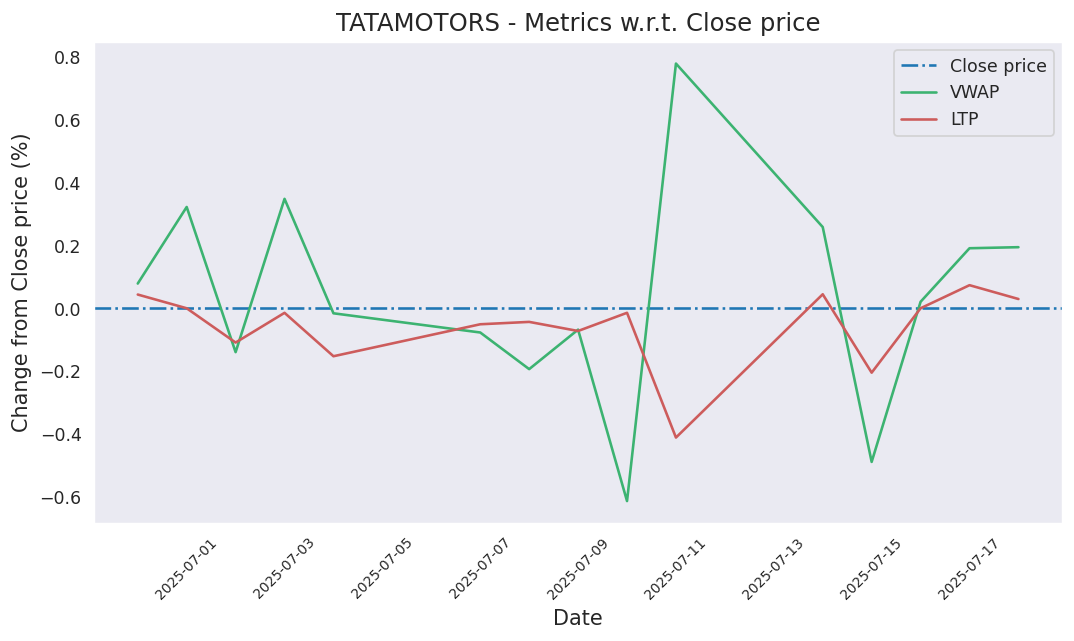 TATAMOTORS - Metrics w.r.t. Close price
Change from Close price (%)
0.8
0.6
0.4
0.2
0.0
−0.2
−0.4
−0.6
Close price
VWAP
LTP
2025-07-01
2025-07-03
2025-07-05
2025-07-07
2025-07-09
2025-07-11
2025-07-13
2025-07-15
2025-07-17
Date